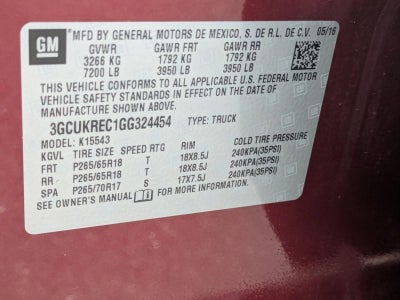 GM MFD BY GENERAL MOTORS DE MEXICO, S. DE R.L. DE C.V. 05/16
GVWR GAWR FRT GAWR RR
3266 KG 1792 KG 1792 KG
7200 LB 3950 LB 3950 LB
THIS VEHICLE CONFORMS TO ALL APPLICABLE U.S. FEDERAL MOTOR
VEHICLE SAFETY STANDARDS IN EFFECT ON THE DATE OF
MANUFACTURE SHOWN ABOVE.
3GCUKREC1GG324454 TYPE: TRUCK
MODEL: K15543
KGVL TIRE SIZE SPEED RTG RIM COLD TIRE PRESSURE
FRT P265/65R18 T 18X8.5J 240KPA(35PSI)
RR P265/65R18 T 18X8.5J 240KPA(35PSI)
SPA P265/70R17 T 17X7.5J 240KPA(35PSI)
SEE OWNER'S MANUAL FOR MORE INFORMATION.